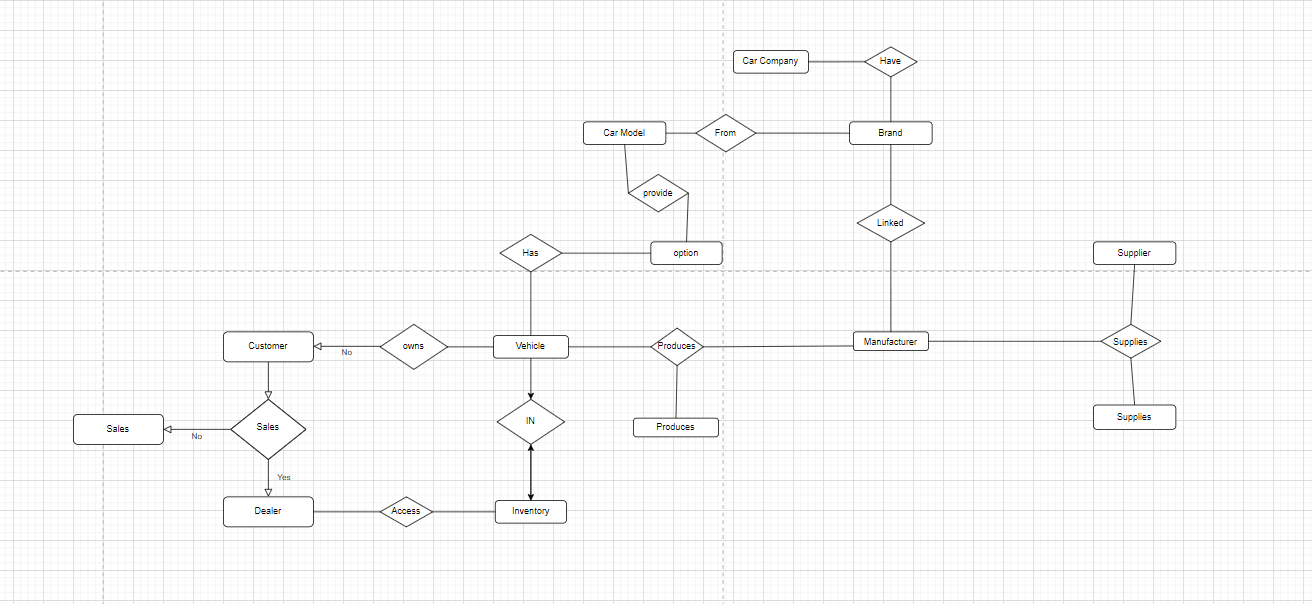 Car Company
Have
Car Model
From
Brand
provide
Linked
Has
option
Supplier
Customer
No
owns
Vehicle
Produces
Manufacturer
Supplies
Sales
No
Sales
IN
Produces
Supplies
Yes
Dealer
Access
Inventory